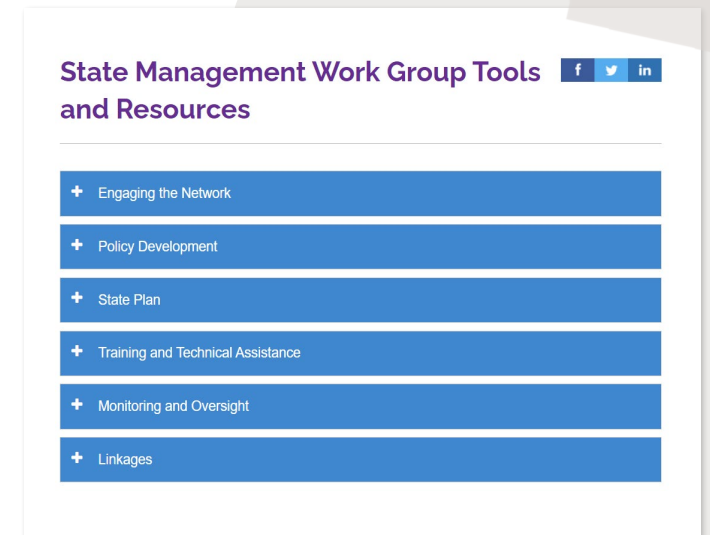 State Management Work Group Tools
and Resources
f in
Engaging the Network
Policy Development
State Plan
Training and Technical Assistance
Monitoring and Oversight
Linkages